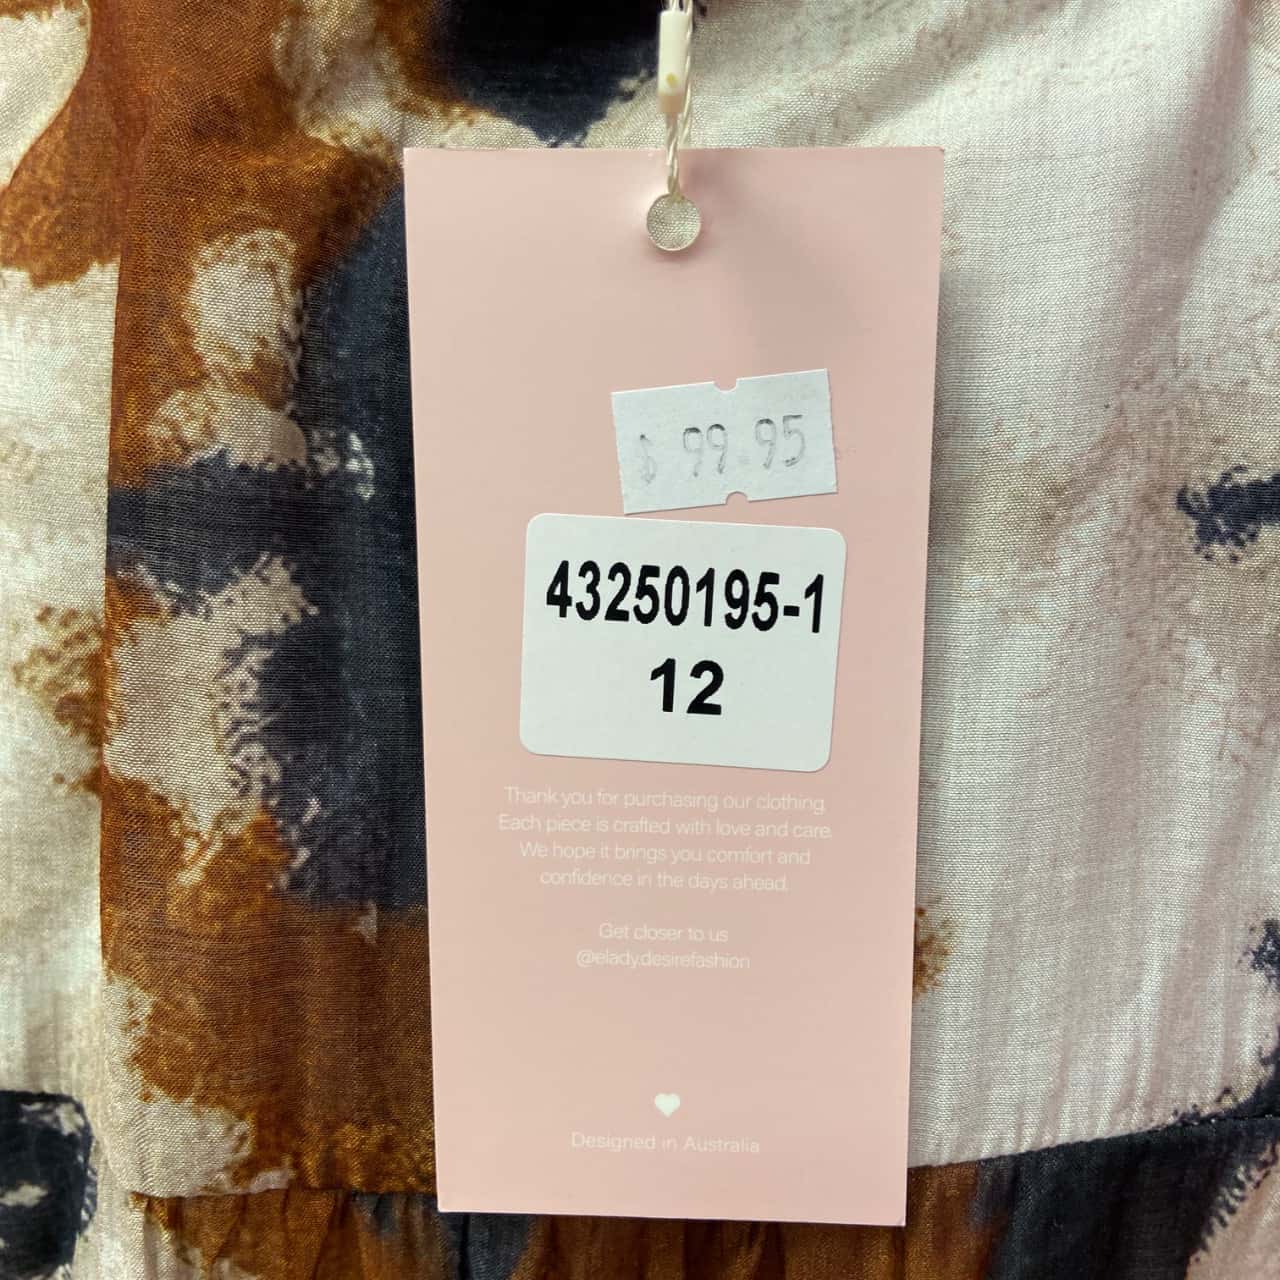 $ 99.95
43250195-1
12
Thank you for purchasing our clothing.
Each piece is crafted with love and care.
We hope it brings you comfort and
confidence in the days ahead.
Get closer to us
@elady.desirefashion
Designed in Australia